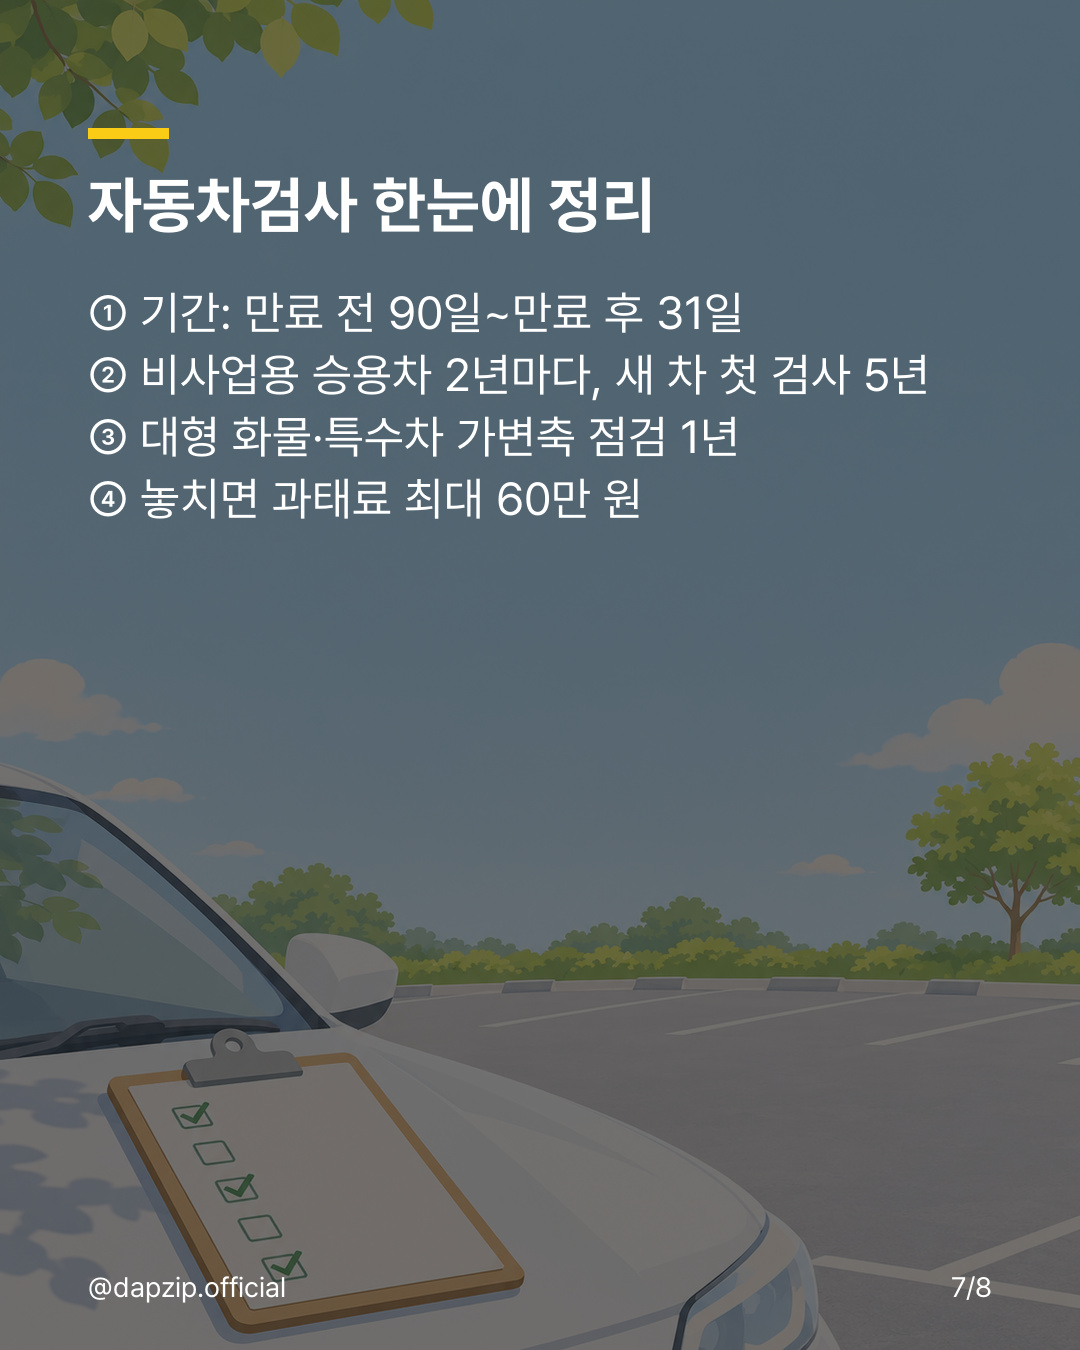 자동차검사 한눈에 정리
① 기간: 만료 전 90일~만료 후 31일
② 비사업용 승용차 2년마다, 새 차 첫 검사 5년
③ 대형 화물·특수차 가변축 점검 1년
④ 놓치면 과태료 최대 60만 원
@dapzip.official
7/8